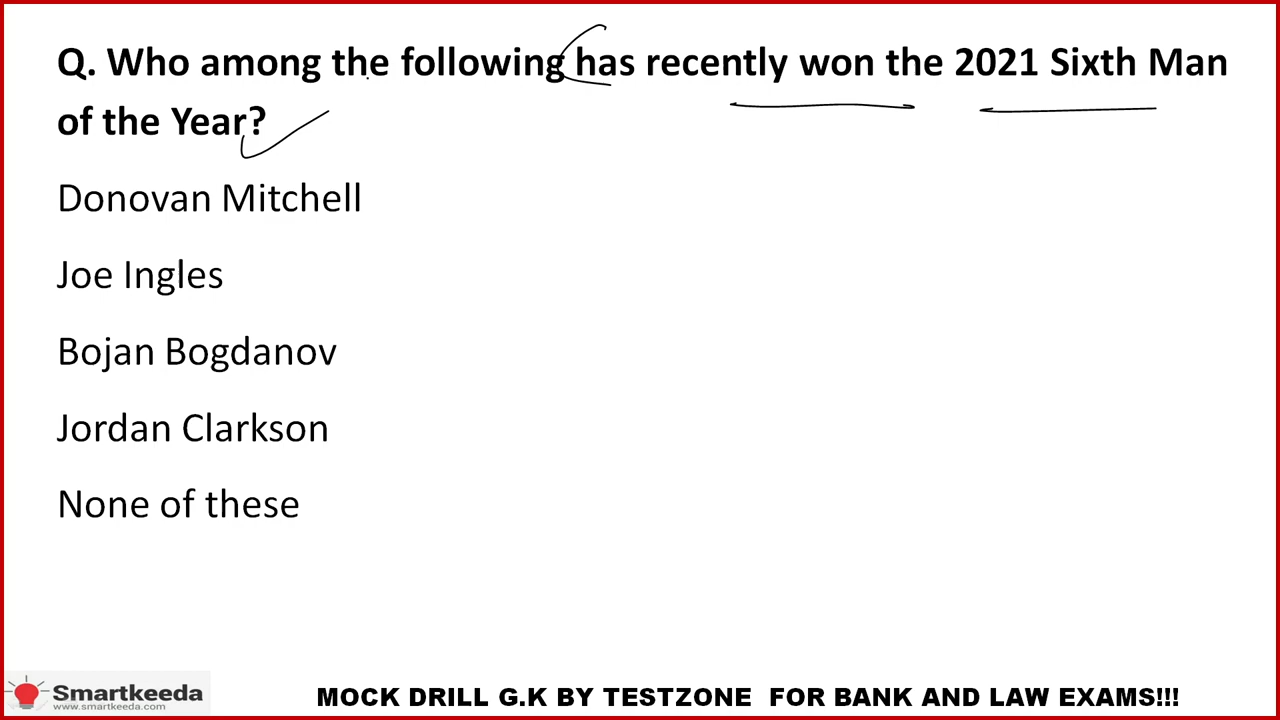 Q. Who among the following has recently won the 2021 Sixth Man
of the Year?
Donovan Mitchell
Joe Ingles
Bojan Bogdanov
Jordan Clarkson
None of these
Smartkeeda
www.smartkeeda.com
MOCK DRILL G.K BY TESTZONE FOR BANK AND LAW EXAMS!!!